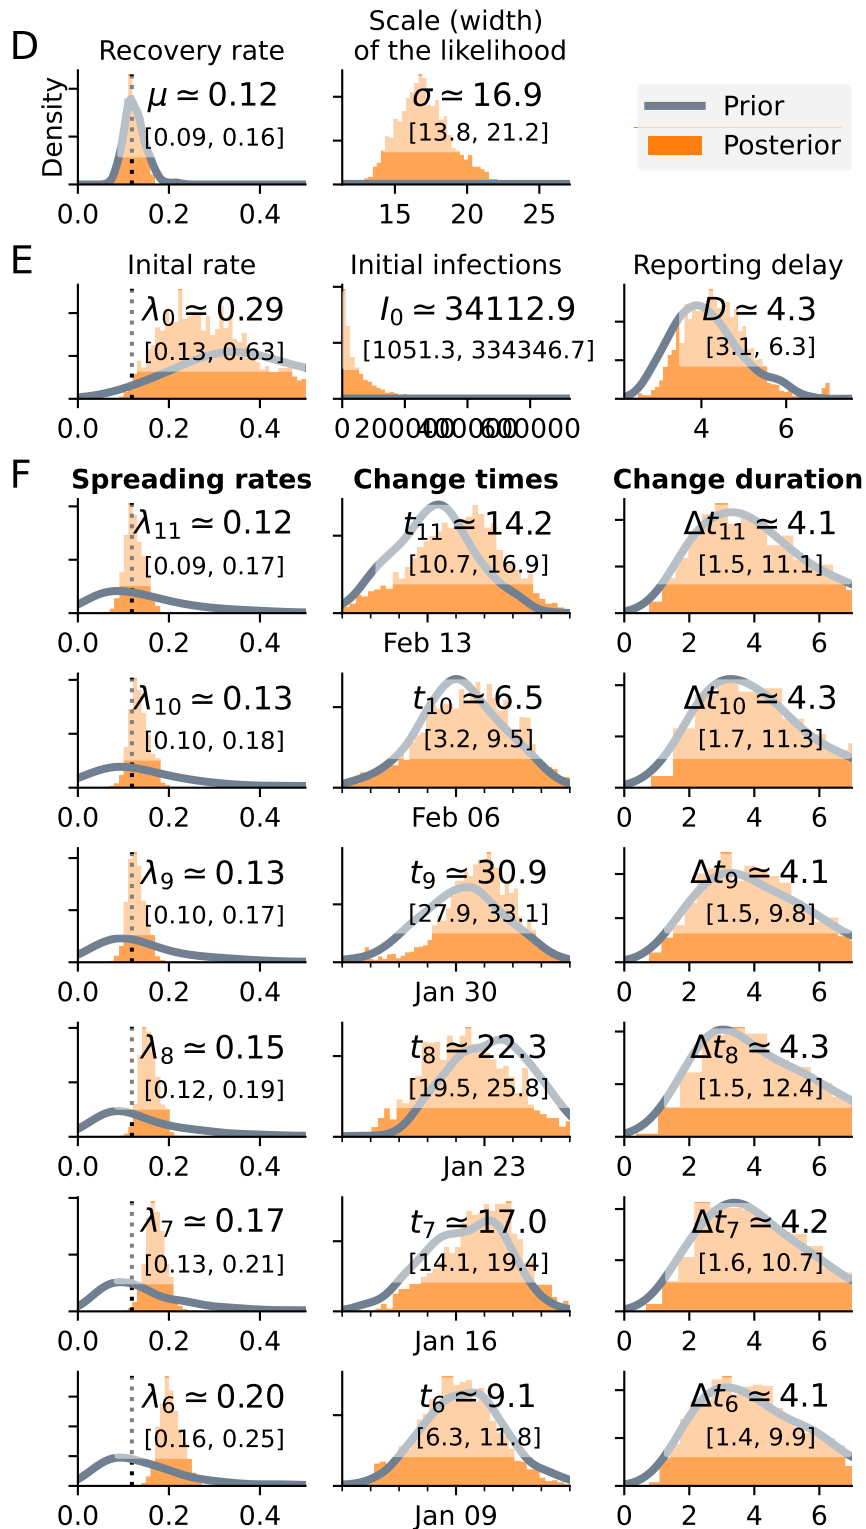 D
Recovery rate
Scale (width)
of the likelihood
Density
μ ≃ 0.12
[0.09, 0.16]
0.0 0.2 0.4
σ ≃ 16.9
[13.8, 21.2]
15 20 25
Prior
Posterior
E
Inital rate
λ0 ≃ 0.29
[0.13, 0.63]
0.0 0.2 0.4
Initial infections
I0 ≃ 34112.9
[1051.3, 334346.7]
0 200000 400000 600000
Reporting delay
D ≃ 4.3
[3.1, 6.3]
4 6
F
Spreading rates Change times Change duration
λ11 ≃ 0.12
[0.09, 0.17]
0.0 0.2 0.4
t11 ≃ 14.2
[10.7, 16.9]
Feb 13
Δt11 ≃ 4.1
[1.5, 11.1]
0 2 4 6
λ10 ≃ 0.13
[0.10, 0.18]
0.0 0.2 0.4
t10 ≃ 6.5
[3.2, 9.5]
Feb 06
Δt10 ≃ 4.3
[1.7, 11.3]
0 2 4 6
λ9 ≃ 0.13
[0.10, 0.17]
0.0 0.2 0.4
t9 ≃ 30.9
[27.9, 33.1]
Jan 30
Δt9 ≃ 4.1
[1.5, 9.8]
0 2 4 6
λ8 ≃ 0.15
[0.12, 0.19]
0.0 0.2 0.4
t8 ≃ 22.3
[19.5, 25.8]
Jan 23
Δt8 ≃ 4.3
[1.5, 12.4]
0 2 4 6
λ7 ≃ 0.17
[0.13, 0.21]
0.0 0.2 0.4
t7 ≃ 17.0
[14.1, 19.4]
Jan 16
Δt7 ≃ 4.2
[1.6, 10.7]
0 2 4 6
λ6 ≃ 0.20
[0.16, 0.25]
0.0 0.2 0.4
t6 ≃ 9.1
[6.3, 11.8]
Jan 09
Δt6 ≃ 4.1
[1.4, 9.9]
0 2 4 6